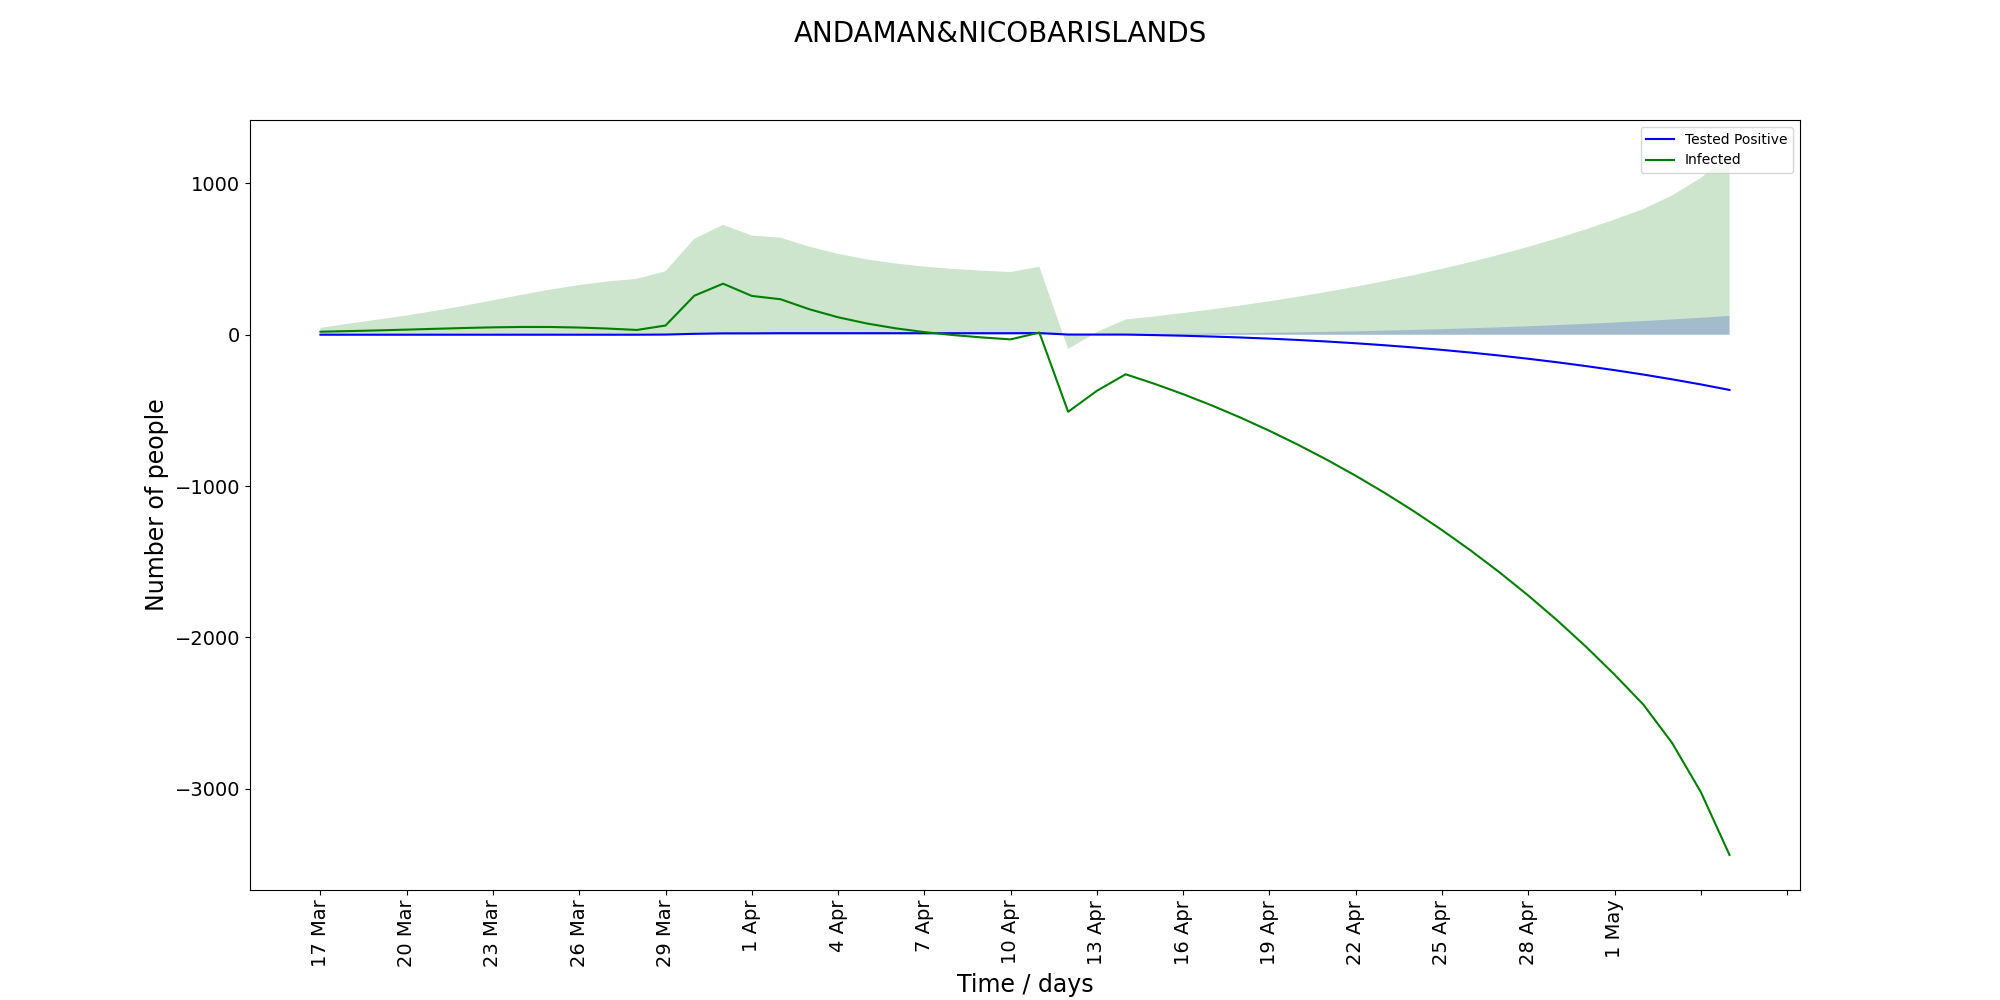 ANDAMAN&NICOBARISLANDS
Tested Positive
Infected
1000
0
−1000
−2000
−3000
Number of people
17 Mar
20 Mar
23 Mar
26 Mar
29 Mar
1 Apr
4 Apr
7 Apr
10 Apr
13 Apr
16 Apr
19 Apr
22 Apr
25 Apr
28 Apr
1 May
Time / days